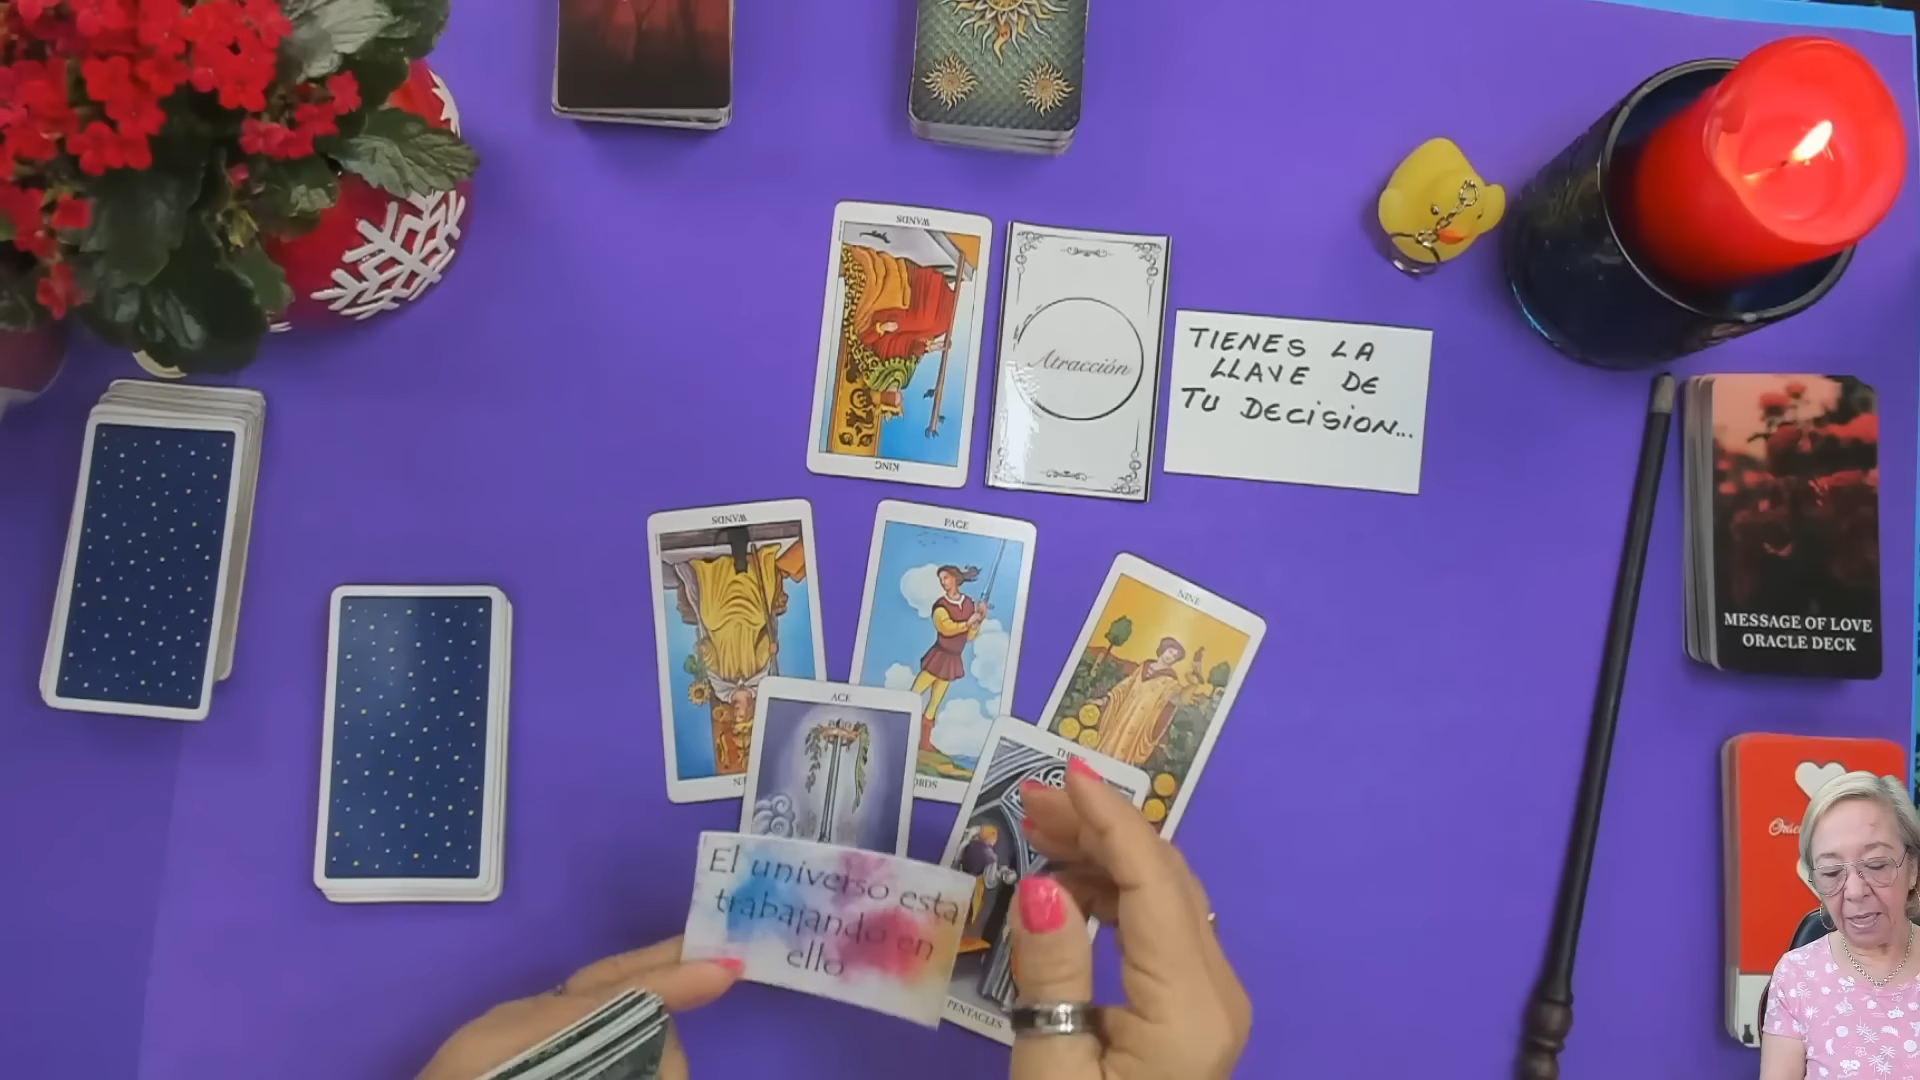 WANDS
KING
Atracción
TIENES LA
LLAVE DE
TU DECISION...
WANDS
PAGE
NINE
ACE
El universo esta
trabajando en
ello
PENTACLES
MESSAGE OF LOVE
ORACLE DECK